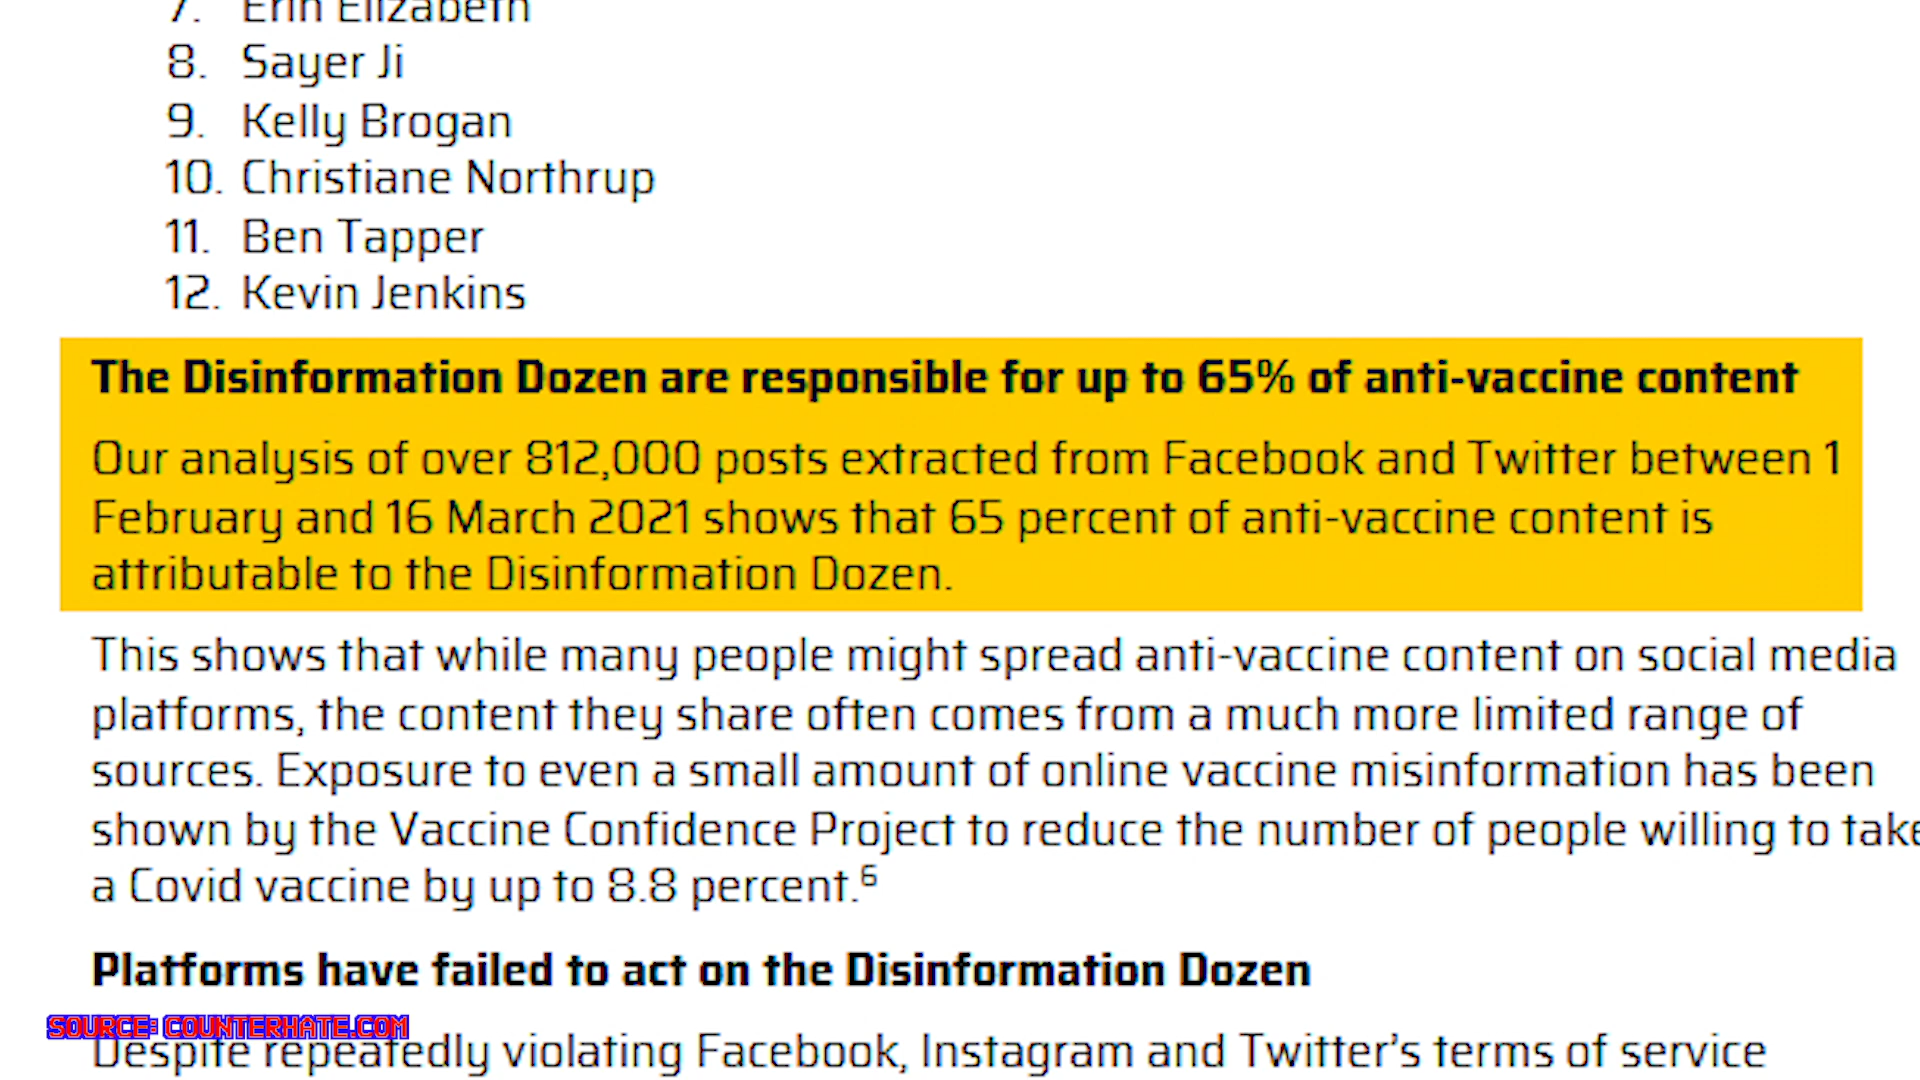 7. Erin Elizabeth
8. Sayer Ji
9. Kelly Brogan
10. Christiane Northrup
11. Ben Tapper
12. Kevin Jenkins
The Disinformation Dozen are responsible for up to 65% of anti-vaccine content
Our analysis of over 812,000 posts extracted from Facebook and Twitter between 1
February and 16 March 2021 shows that 65 percent of anti-vaccine content is
attributable to the Disinformation Dozen.
This shows that while many people might spread anti-vaccine content on social media
platforms, the content they share often comes from a much more limited range of
sources. Exposure to even a small amount of online vaccine misinformation has been
shown by the Vaccine Confidence Project to reduce the number of people willing to take
a Covid vaccine by up to 8.8 percent.⁶
Platforms have failed to act on the Disinformation Dozen
SOURCE: COUNTERHATE.COM
Despite repeatedly violating Facebook, Instagram and Twitter's terms of service